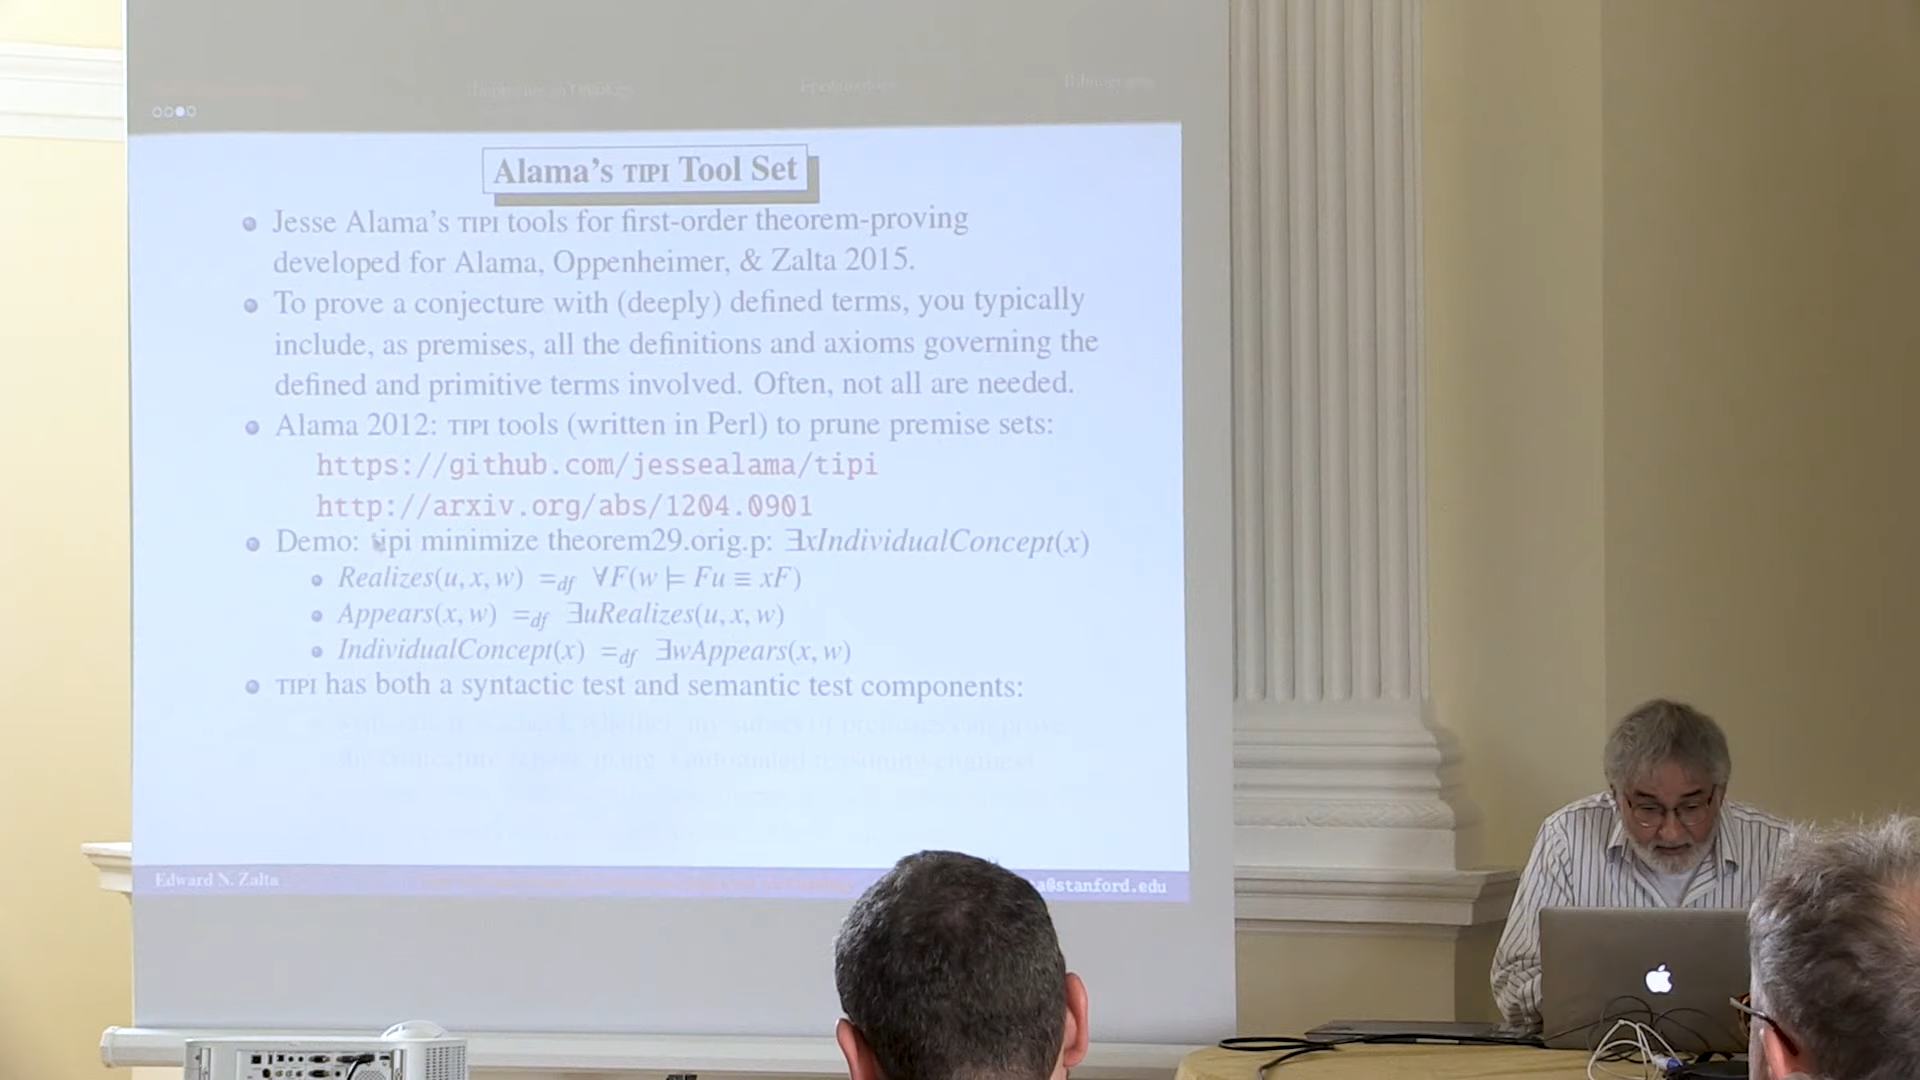 Alama's TIPI Tool Set
Jesse Alama's TIPI tools for first-order theorem-proving
developed for Alama, Oppenheimer, & Zalta 2015.
To prove a conjecture with (deeply) defined terms, you typically
include, as premises, all the definitions and axioms governing the
defined and primitive terms involved. Often, not all are needed.
Alama 2012: TIPI tools (written in Perl) to prune premise sets:
https://github.com/jessealama/tipi
http://arxiv.org/abs/1204.0901
Demo: tipi minimize theorem29.orig.p: ∃xIndividualConcept(x)
Realizes(u, x, w) =df ∀F(w ⊨ Fu ≡ xF)
Appears(x, w) =df ∃uRealizes(u, x, w)
IndividualConcept(x) =df ∃wAppears(x, w)
TIPI has both a syntactic test and semantic test components:
Edward N. Zalta
a@stanford.edu